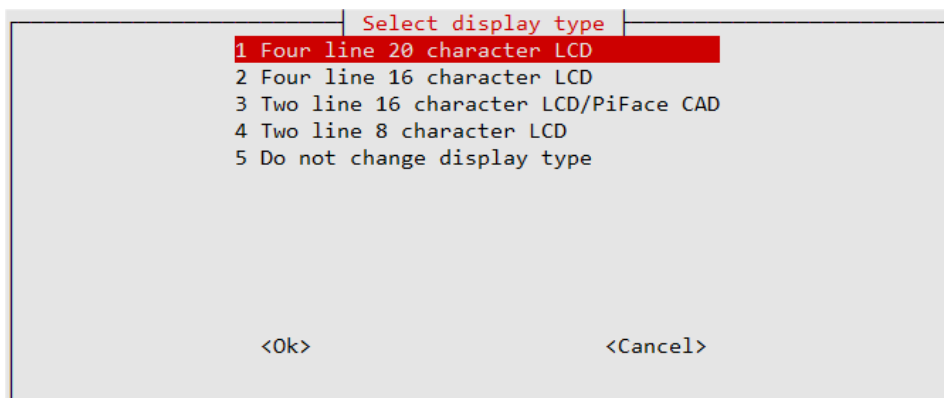 Select display type
1 Four line 20 character LCD
2 Four line 16 character LCD
3 Two line 16 character LCD/PiFace CAD
4 Two line 8 character LCD
5 Do not change display type
<Ok> <Cancel>